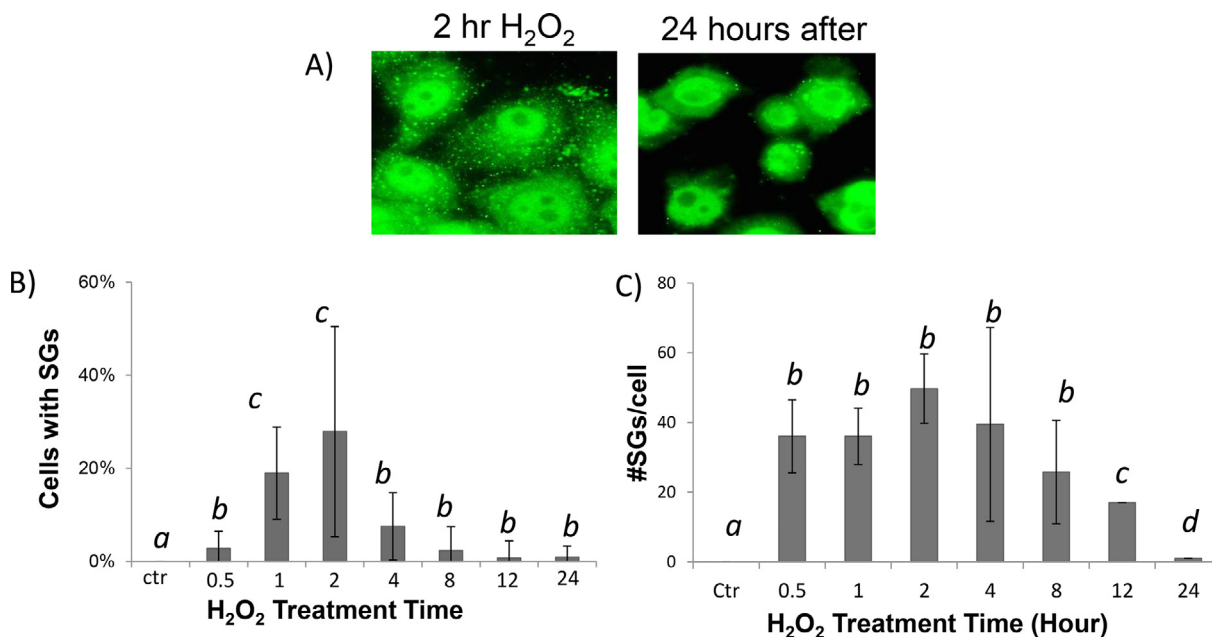 2 hr H₂O₂
24 hours after
A)
B)
60%
40%
20%
0%
Cells with SGs
a
b
c
c
b
b
b
b
ctr
0.5
1
2
4
8
12
24
H₂O₂ Treatment Time
C)
80
60
40
20
0
#SGs/cell
a
b
b
b
b
b
c
d
Ctr
0.5
1
2
4
8
12
24
H₂O₂ Treatment Time (Hour)